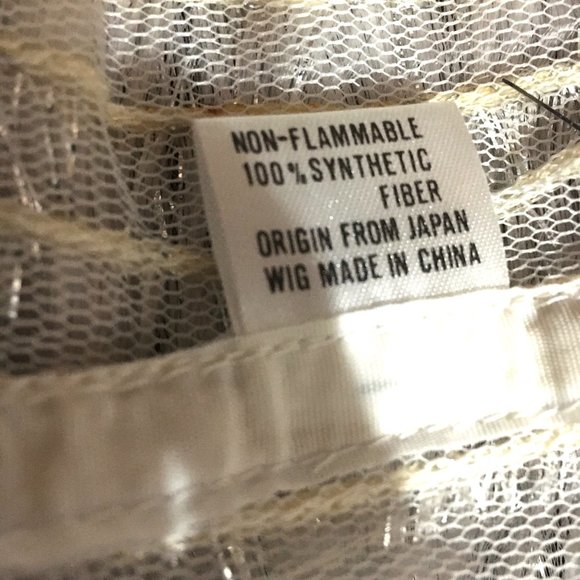 NON-FLAMMABLE
100% SYNTHETIC
FIBER
ORIGIN FROM JAPAN
WIG MADE IN CHINA